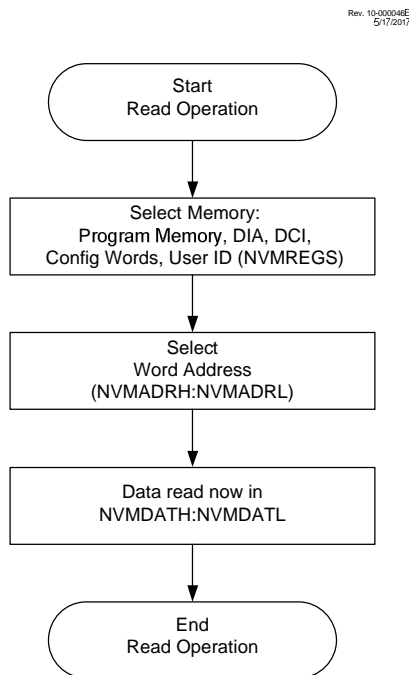 Rev. 10-000046E
5/17/2017
Start
Read Operation
Select Memory:
Program Memory, DIA, DCI,
Config Words, User ID (NVMREGS)
Select
Word Address
(NVMADRH:NVMADRL)
Data read now in
NVMDATH:NVMDATL
End
Read Operation